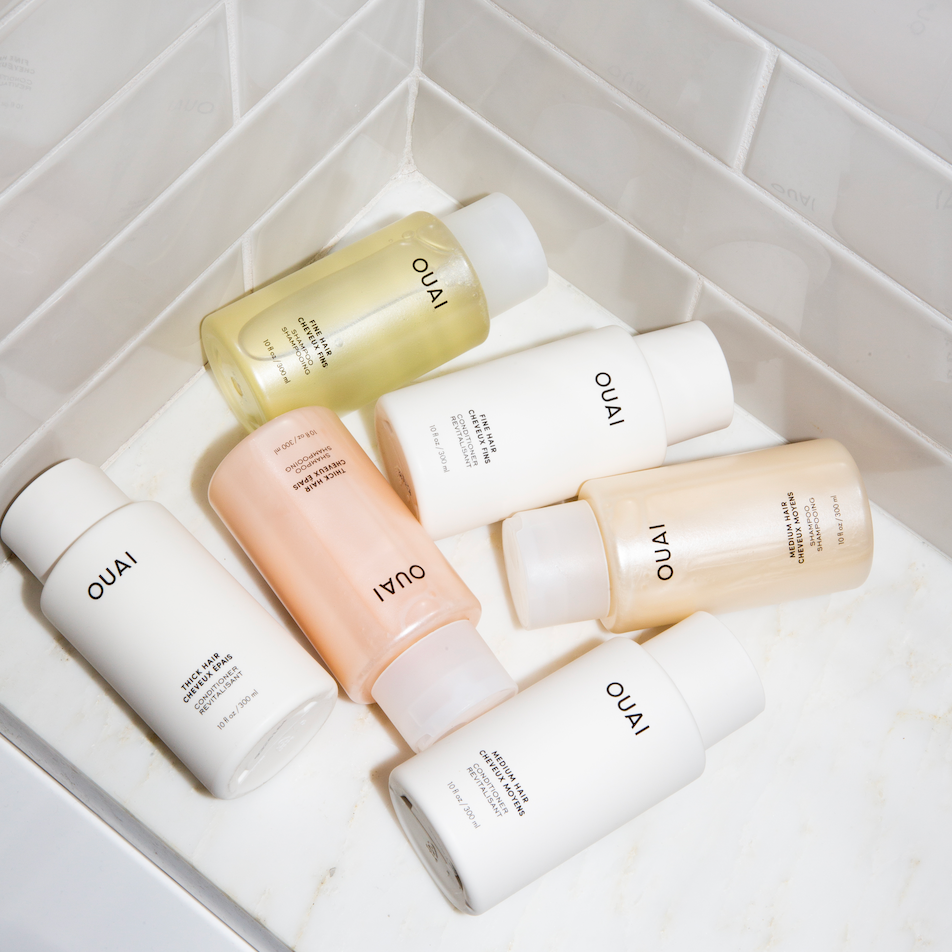 OUAI
FINE HAIR
CHEVEUX FINS
SHAMPOO
SHAMPOOING
10 fl oz / 300 ml
OUAI
FINE HAIR
CHEVEUX FINS
CONDITIONER
REVITALISANT
10 fl oz / 300 ml
OUAI
THICK HAIR
CHEVEUX ÉPAIS
SHAMPOO
SHAMPOOING
10 fl oz / 300 ml
OUAI
MEDIUM HAIR
CHEVEUX MOYENS
SHAMPOO
SHAMPOOING
10 fl oz / 300 ml
OUAI
THICK HAIR
CHEVEUX ÉPAIS
CONDITIONER
REVITALISANT
10 fl oz / 300 ml
OUAI
MEDIUM HAIR
CHEVEUX MOYENS
CONDITIONER
REVITALISANT
10 fl oz / 300 ml